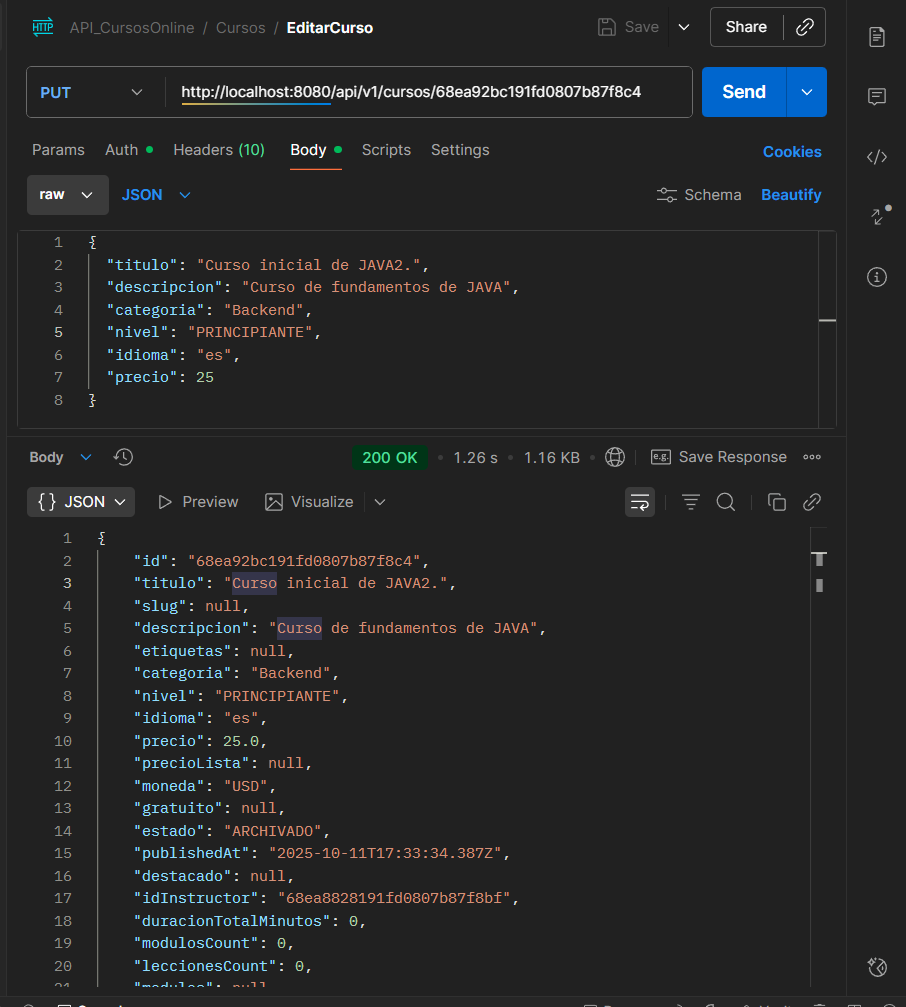 HTTP API_CursosOnline / Cursos / EditarCurso Save Share
PUT http://localhost:8080/api/v1/cursos/68ea92bc191fd0807b87f8c4 Send
Params Auth Headers (10) Body Scripts Settings Cookies
raw JSON Schema Beautify
1 {
2 "titulo": "Curso inicial de JAVA2.",
3 "descripcion": "Curso de fundamentos de JAVA",
4 "categoria": "Backend",
5 "nivel": "PRINCIPIANTE",
6 "idioma": "es",
7 "precio": 25
8 }
Body 200 OK • 1.26 s • 1.16 KB • e.g. Save Response
{} JSON Preview Visualize
1 {
2 "id": "68ea92bc191fd0807b87f8c4",
3 "titulo": "Curso inicial de JAVA2.",
4 "slug": null,
5 "descripcion": "Curso de fundamentos de JAVA",
6 "etiquetas": null,
7 "categoria": "Backend",
8 "nivel": "PRINCIPIANTE",
9 "idioma": "es",
10 "precio": 25.0,
11 "precioLista": null,
12 "moneda": "USD",
13 "gratuito": null,
14 "estado": "ARCHIVADO",
15 "publishedAt": "2025-10-11T17:33:34.387Z",
16 "destacado": null,
17 "idInstructor": "68ea8828191fd0807b87f8bf",
18 "duracionTotalMinutos": 0,
19 "modulosCount": 0,
20 "leccionesCount": 0,
21 "modulos": null